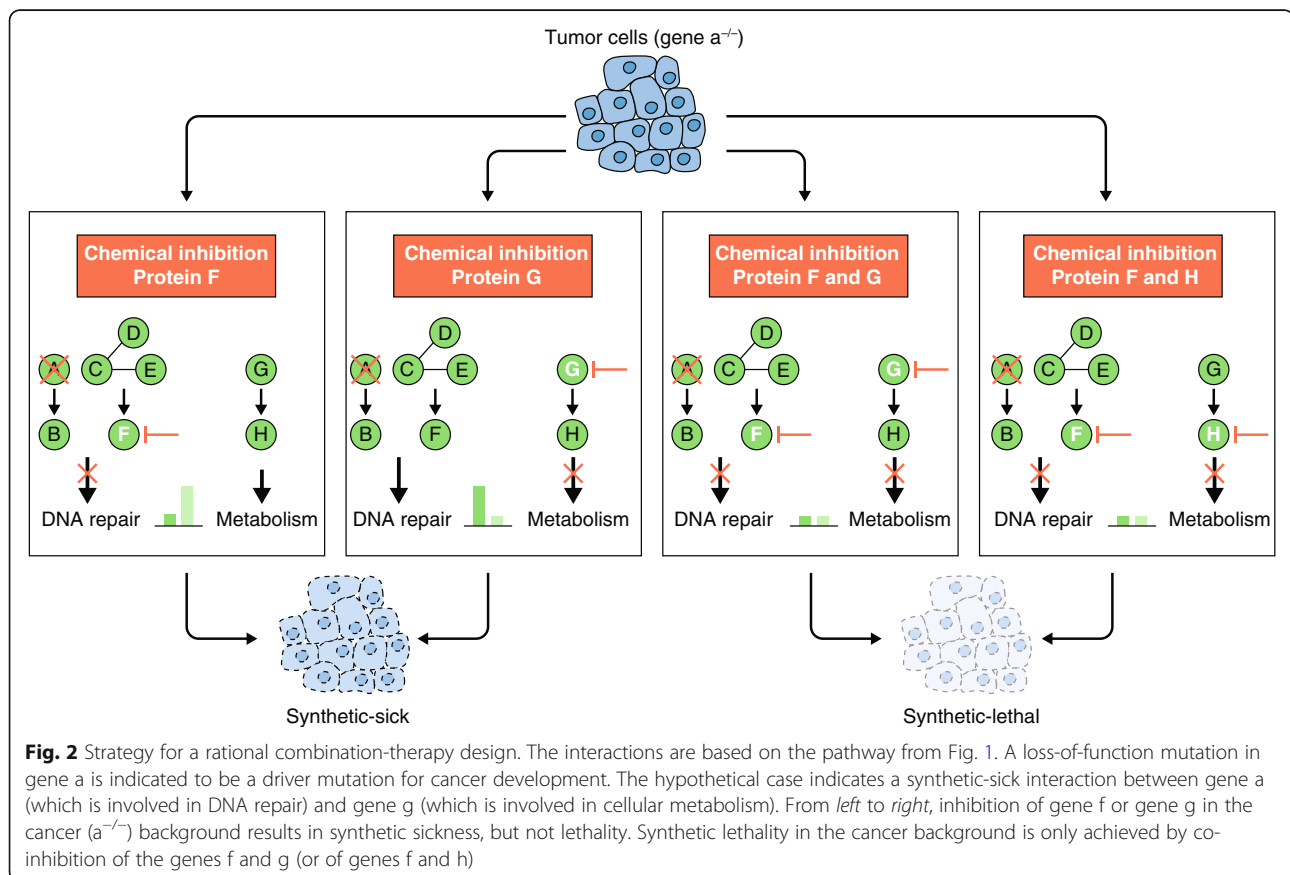 Tumor cells (gene a⁻/⁻)
Chemical inhibition
Protein F
D
A
C
E
G
B
F
H
DNA repair
Metabolism
Chemical inhibition
Protein G
D
A
C
E
G
B
F
H
DNA repair
Metabolism
Chemical inhibition
Protein F and G
D
A
C
E
G
B
F
H
DNA repair
Metabolism
Chemical inhibition
Protein F and H
D
A
C
E
G
B
F
H
DNA repair
Metabolism
Synthetic-sick
Synthetic-lethal
Fig. 2 Strategy for a rational combination-therapy design. The interactions are based on the pathway from Fig. 1. A loss-of-function mutation in
gene a is indicated to be a driver mutation for cancer development. The hypothetical case indicates a synthetic-sick interaction between gene a
(which is involved in DNA repair) and gene g (which is involved in cellular metabolism). From left to right, inhibition of gene f or gene g in the
cancer (a⁻/⁻) background results in synthetic sickness, but not lethality. Synthetic lethality in the cancer background is only achieved by co-
inhibition of the genes f and g (or of genes f and h)